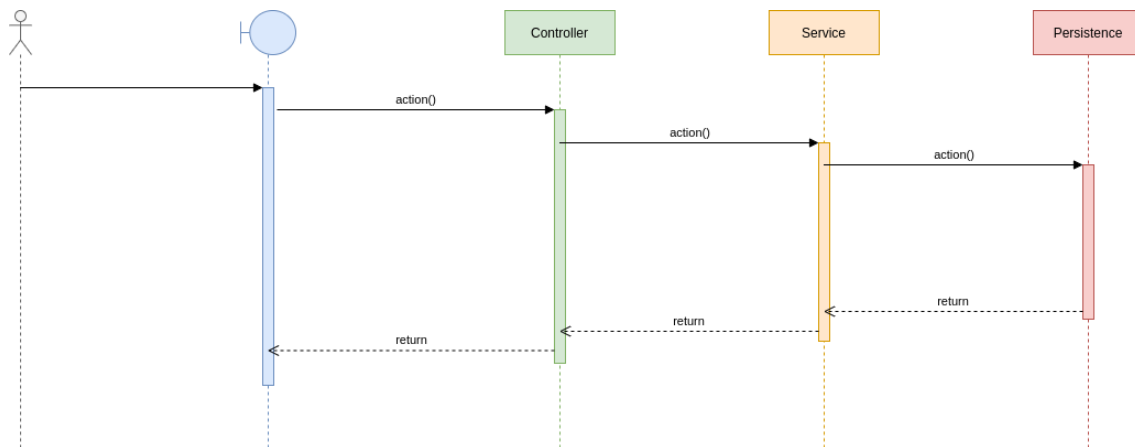 Controller
Service
Persistence
action()
action()
action()
return
return
return